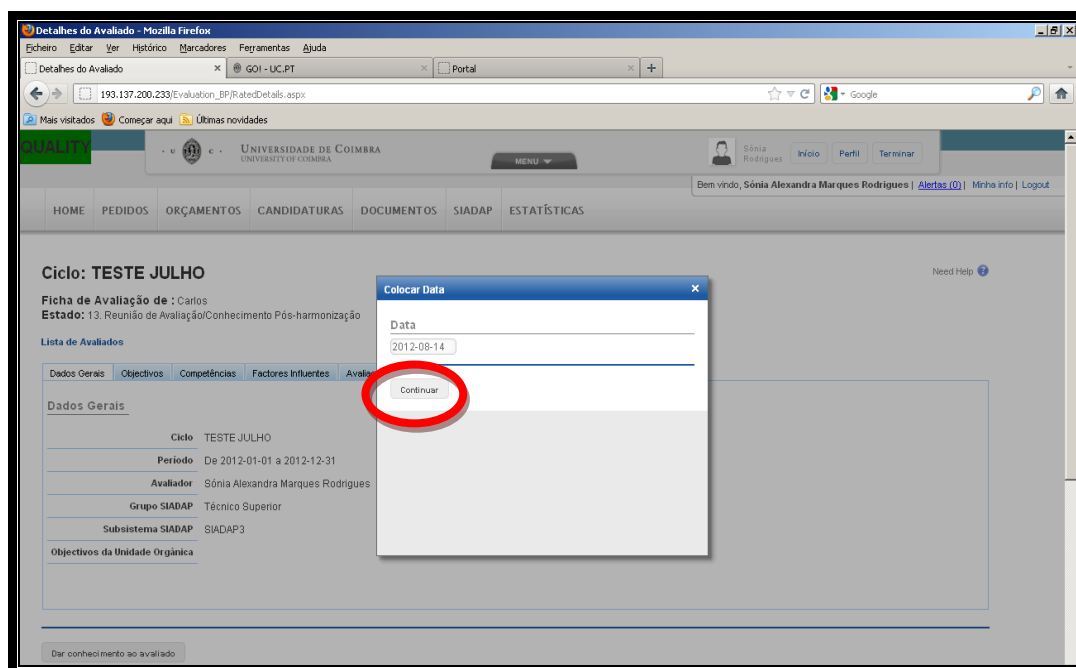 Detalhes do Avaliado - Mozilla Firefox
Ficheiro Editar Ver Histórico Marcadores Ferramentas Ajuda
Detalhes do Avaliado × GOI - UC.PT × Portal × +
193.137.200.233/Evaluation_BP/RatedDetails.aspx Google
Mais visitados Começar aqui Últimas novidades
QUALITY · U C · UNIVERSIDADE DE COIMBRA
UNIVERSITY OF COIMBRA
MENU
Sónia
Rodrigues
Início Perfil Terminar
Bem vindo, Sónia Alexandra Marques Rodrigues | Alertas (0) | Minha info | Logout
HOME PEDIDOS ORÇAMENTOS CANDIDATURAS DOCUMENTOS SIADAP ESTATÍSTICAS
Ciclo: TESTE JULHO
Need Help ?
Ficha de Avaliação de : Carlos
Estado: 13. Reunião de Avaliação/Conhecimento Pós-harmonização
Lista de Avaliados
Dados Gerais Objectivos Competências Factores Influentes
Dados Gerais
Ciclo TESTE JULHO
Período De 2012-01-01 a 2012-12-31
Avaliador Sónia Alexandra Marques Rodrigues
Grupo SIADAP Técnico Superior
Subsistema SIADAP SIADAP3
Objectivos da Unidade Orgânica
Dar conhecimento ao avaliado
Colocar Data ×
Data
2012-08-14
Continuar